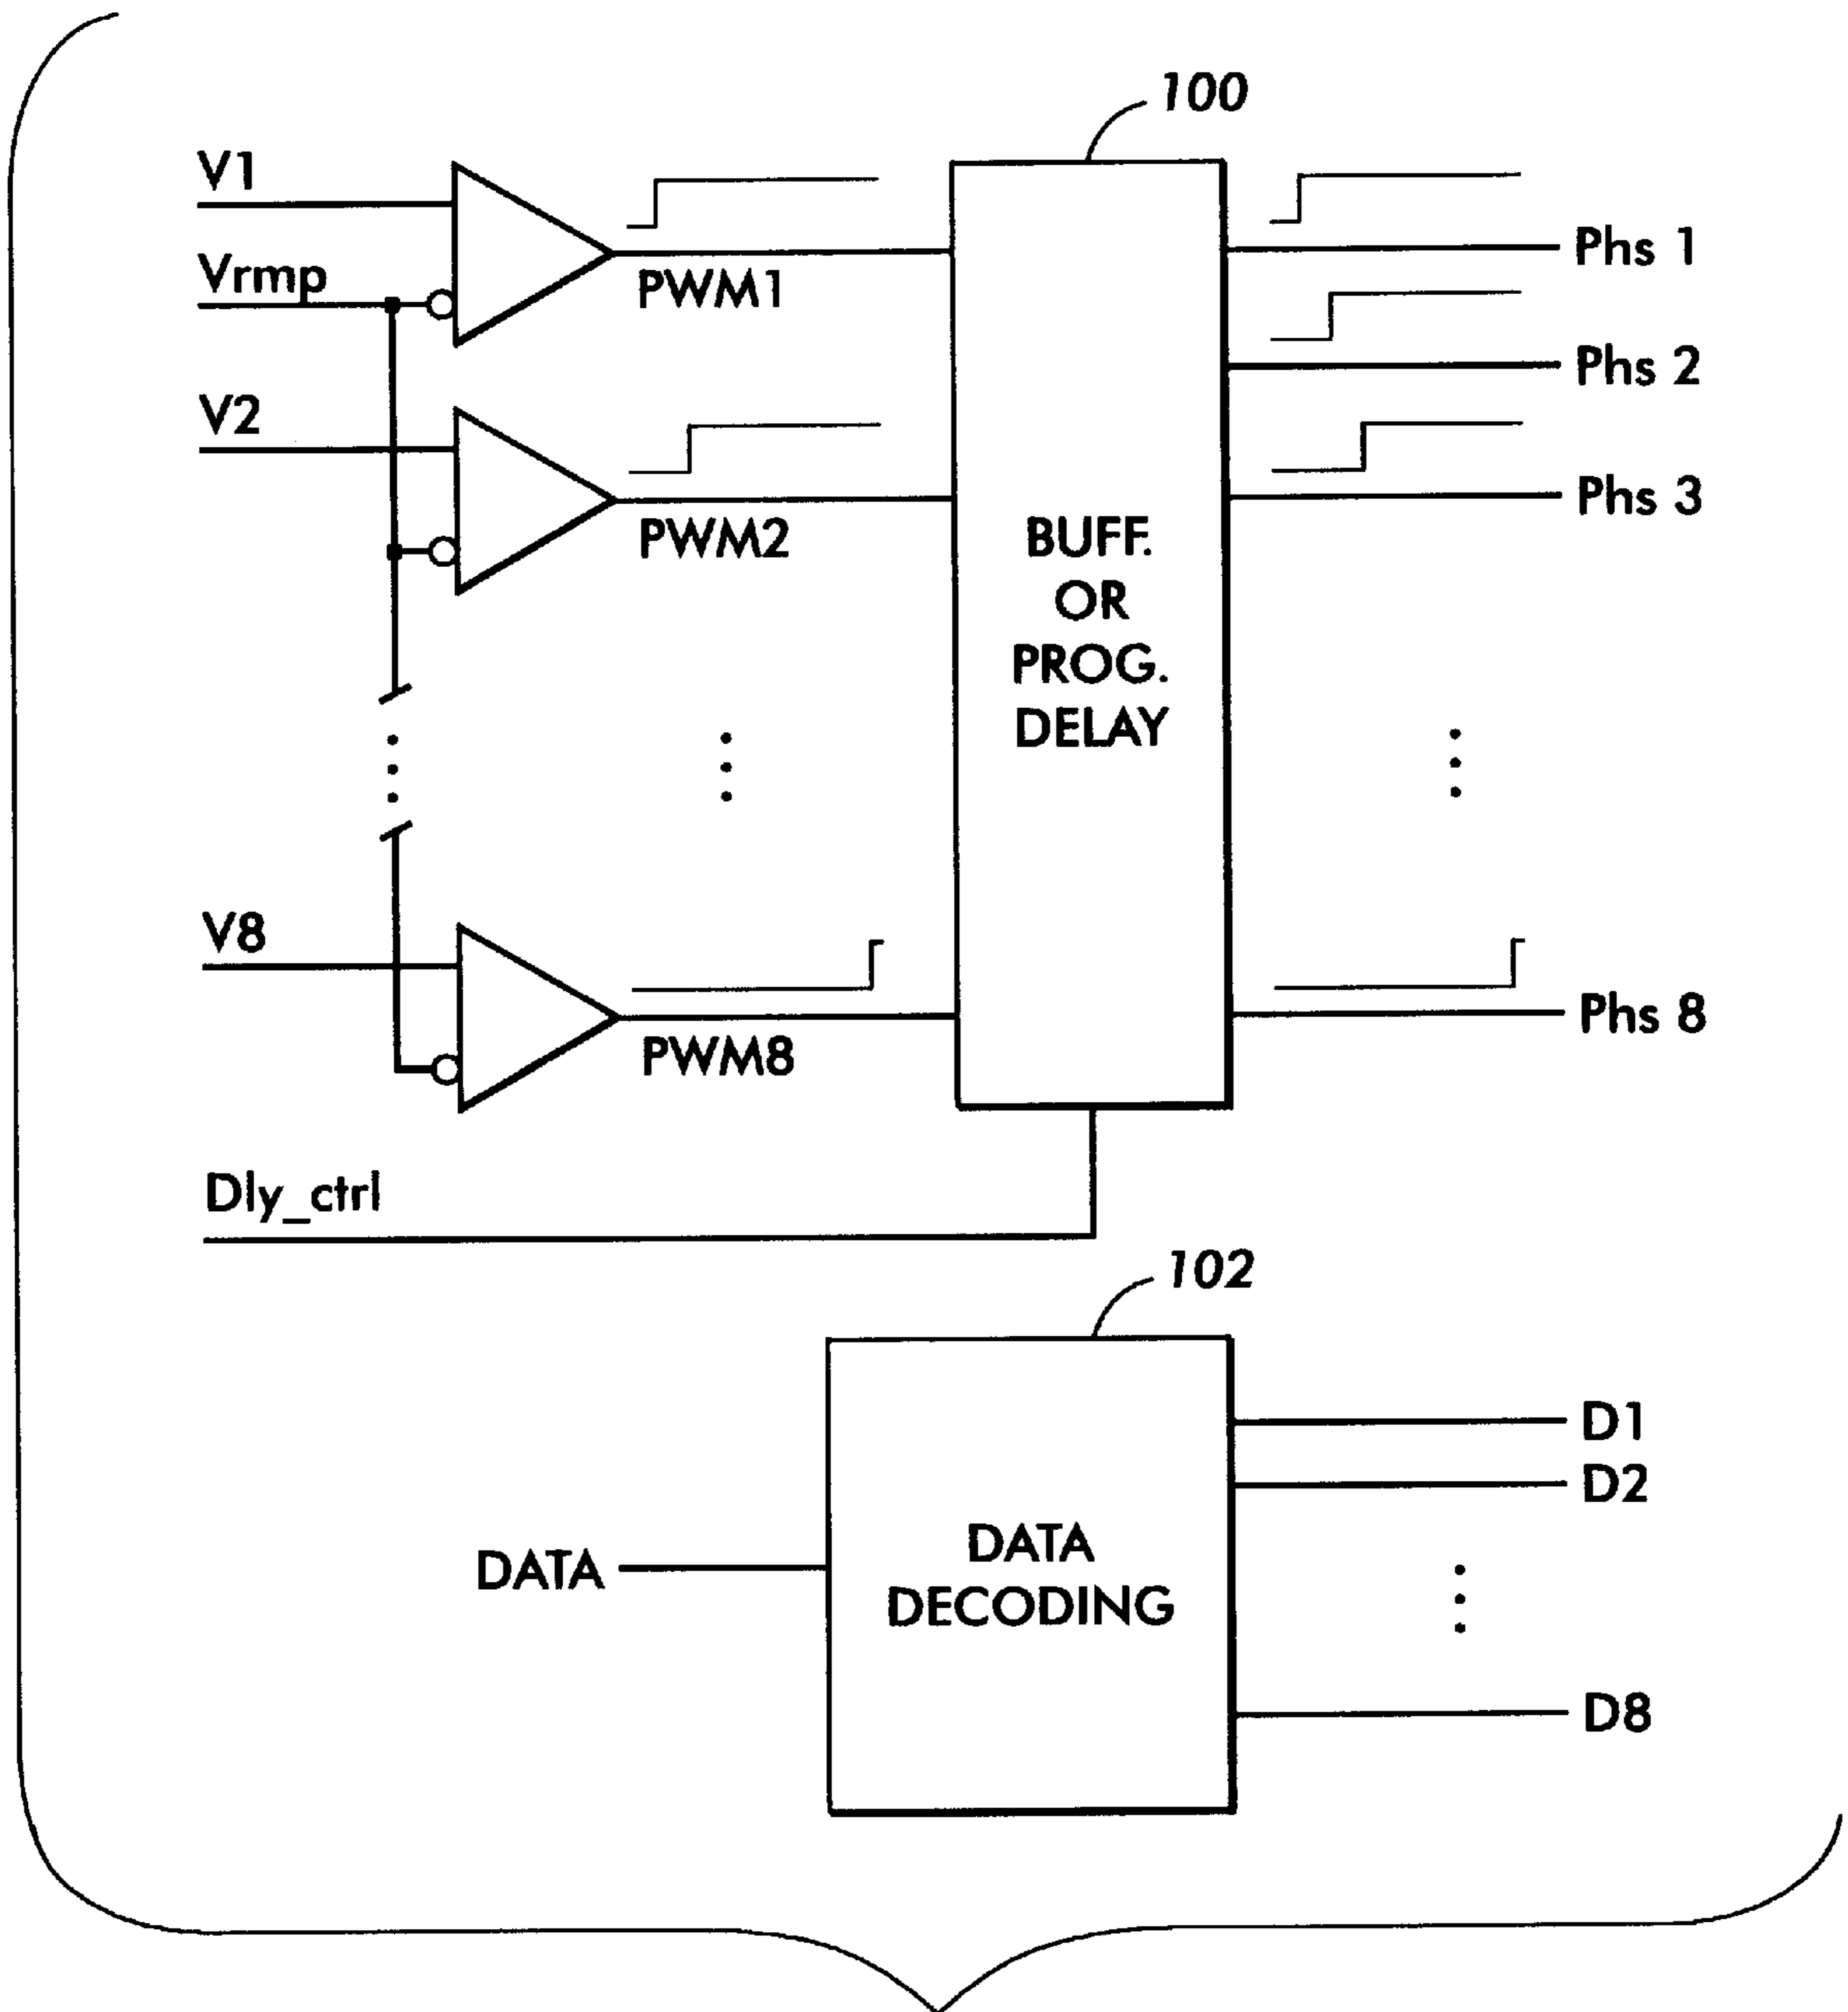 100
V1
Vrmp
PWM1
Phs 1
Phs 2
V2
PWM2
Phs 3
BUFF.
OR
PROG.
DELAY
V8
PWM8
Phs 8
Dly_ctrl
102
D1
D2
DATA
DATA
DECODING
D8